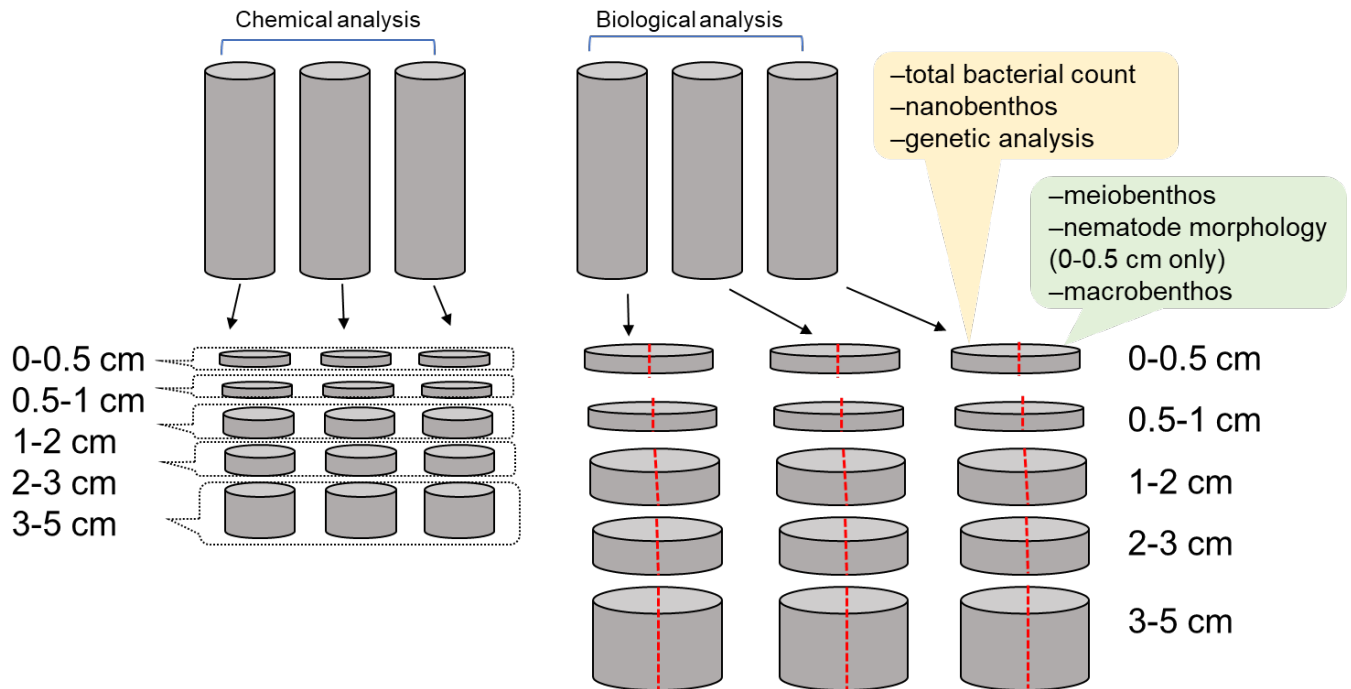 Chemical analysis
Biological analysis
–total bacterial count
–nanobenthos
–genetic analysis
–meiobenthos
–nematode morphology
(0-0.5 cm only)
–macrobenthos
0-0.5 cm
0.5-1 cm
1-2 cm
2-3 cm
3-5 cm
0-0.5 cm
0.5-1 cm
1-2 cm
2-3 cm
3-5 cm